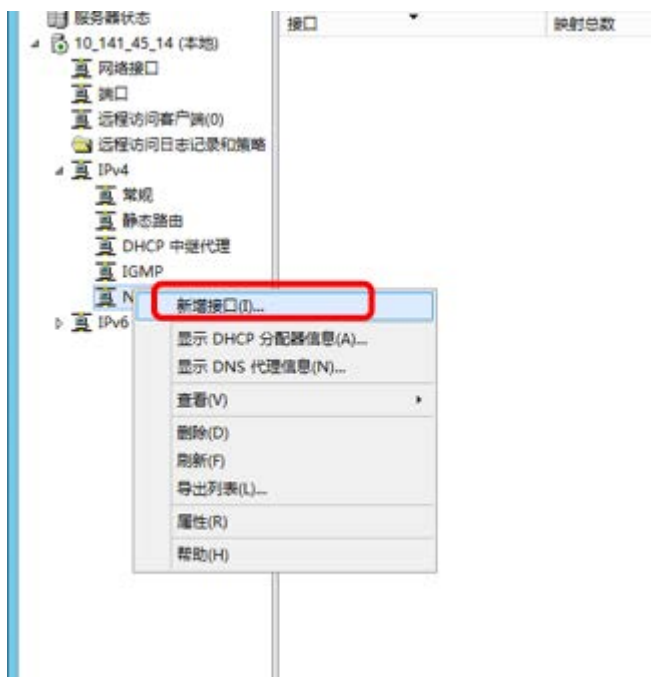 服务器状态
接口
映射总数
10_141_45_14 (本地)
网络接口
端口
远程访问客户端(0)
远程访问日志记录和策略
IPv4
常规
静态路由
DHCP 中继代理
IGMP
N
新增接口(I)...
IPv6
显示 DHCP 分配器信息(A)...
显示 DNS 代理信息(N)...
查看(V)
删除(D)
刷新(F)
导出列表(L)...
属性(R)
帮助(H)